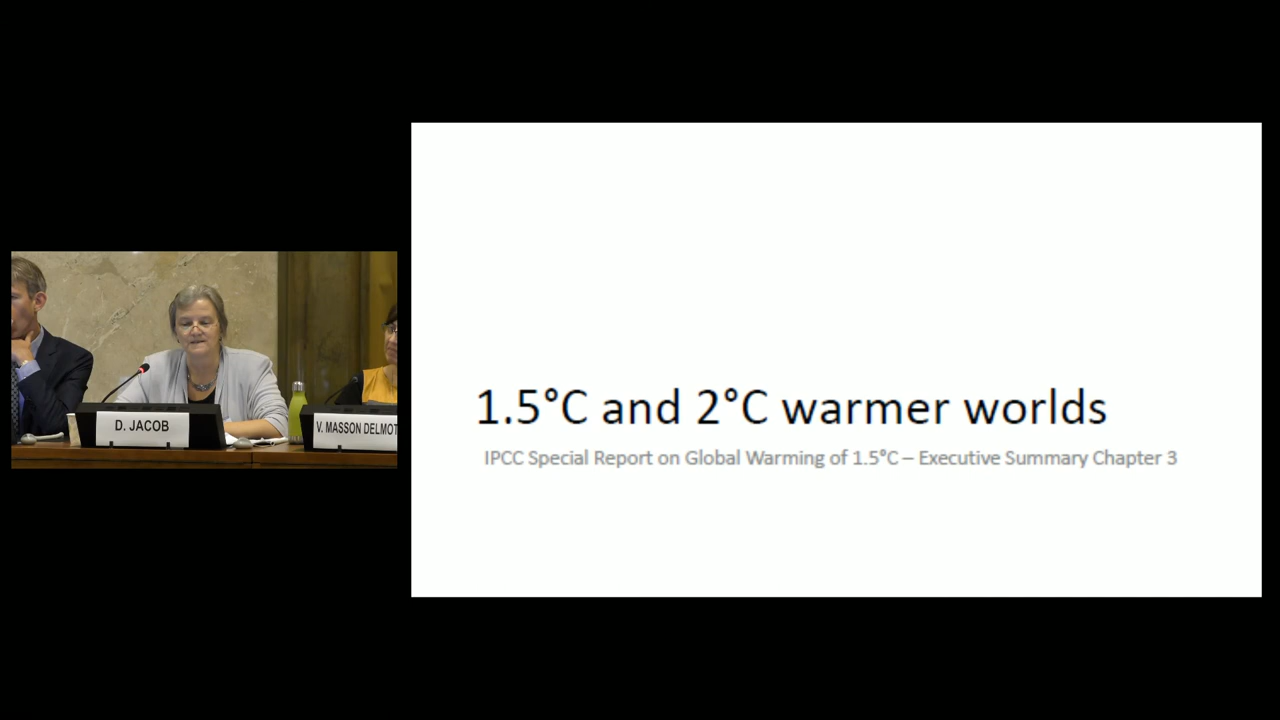 D. JACOB
V. MASSON DELMOT
1.5°C and 2°C warmer worlds
IPCC Special Report on Global Warming of 1.5°C – Executive Summary Chapter 3